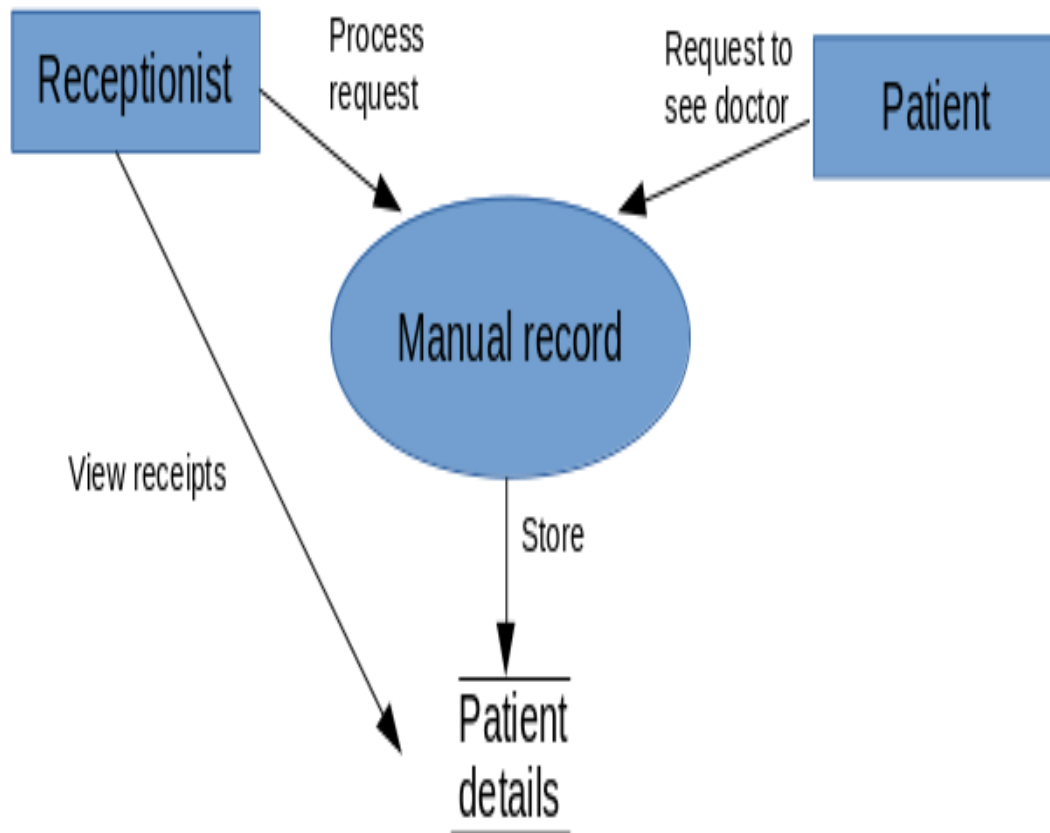 Receptionist
Process
request
Request to
see doctor
Patient
Manual record
View receipts
Store
Patient
details